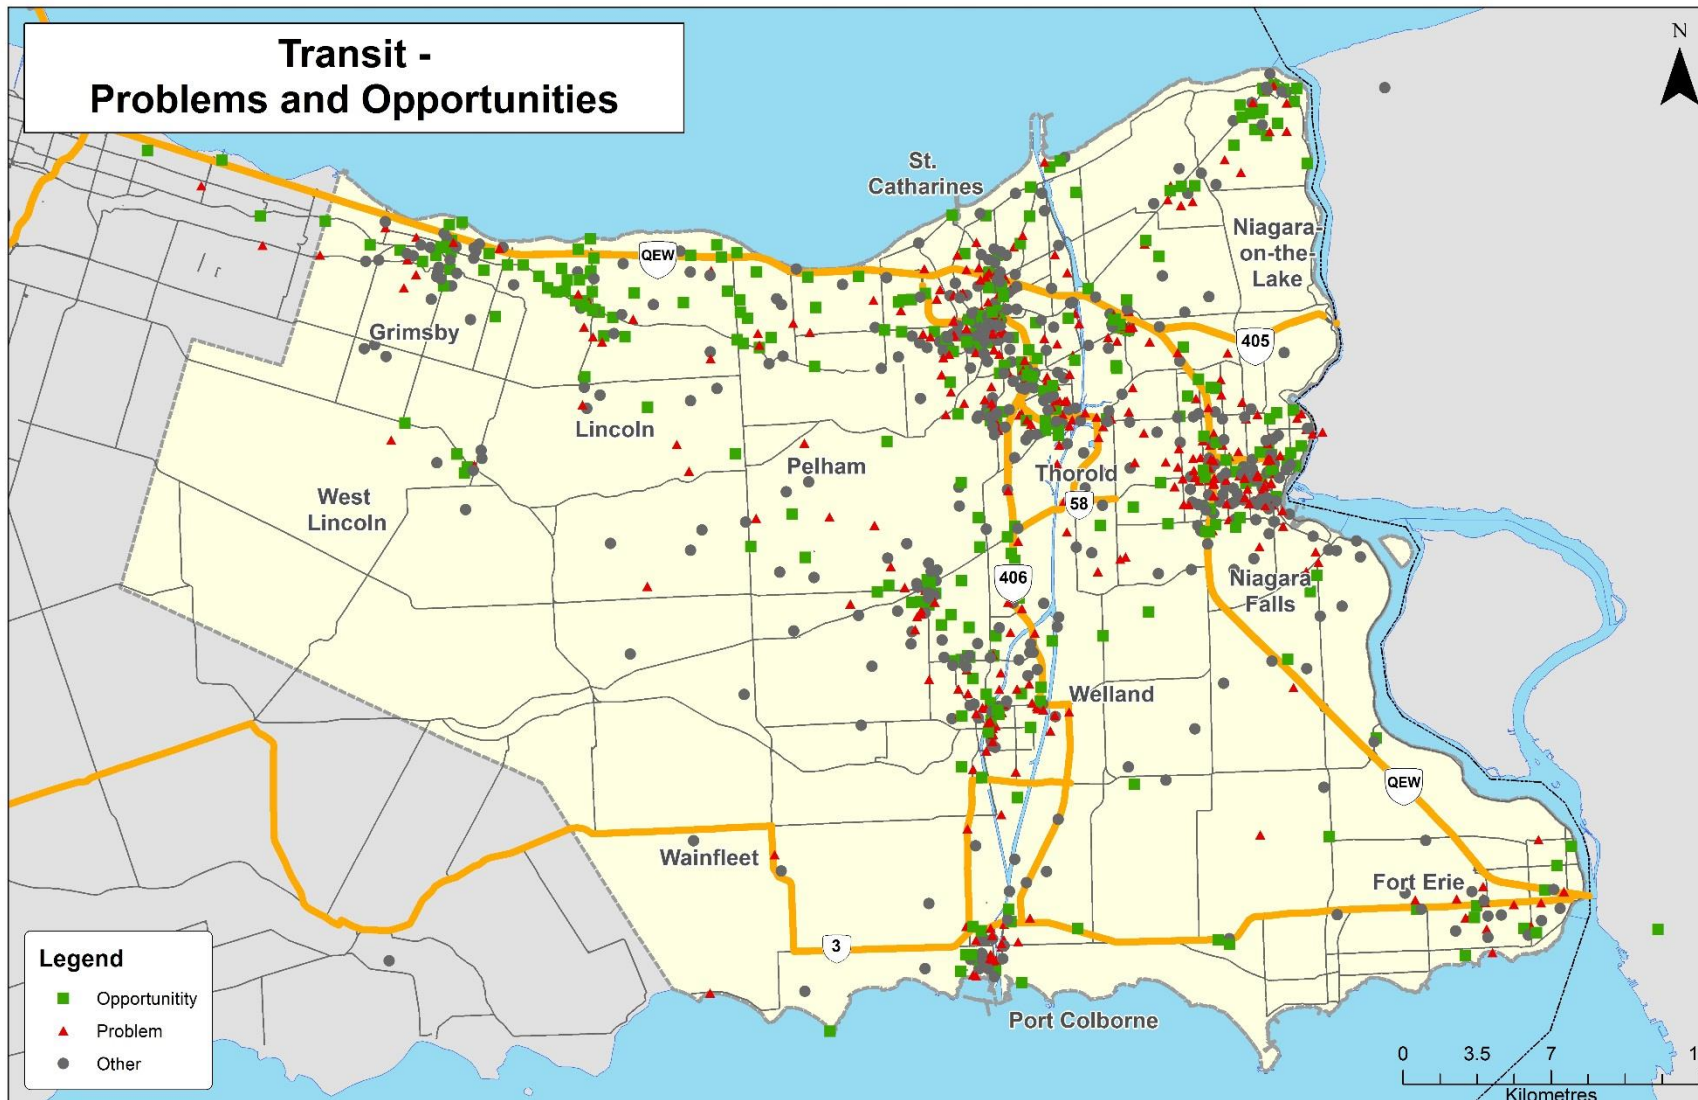 Transit -
Problems and Opportunities
N
St.
Catharines
Niagara-
on-the-
Lake
QEW
405
Grimsby
Lincoln
Pelham
Thorold
58
West
Lincoln
406
Niagara
Falls
Welland
QEW
Wainfleet
Fort Erie
3
Port Colborne
Legend
Opportunitity
Problem
Other
0 3.5 7 1
Kilometres